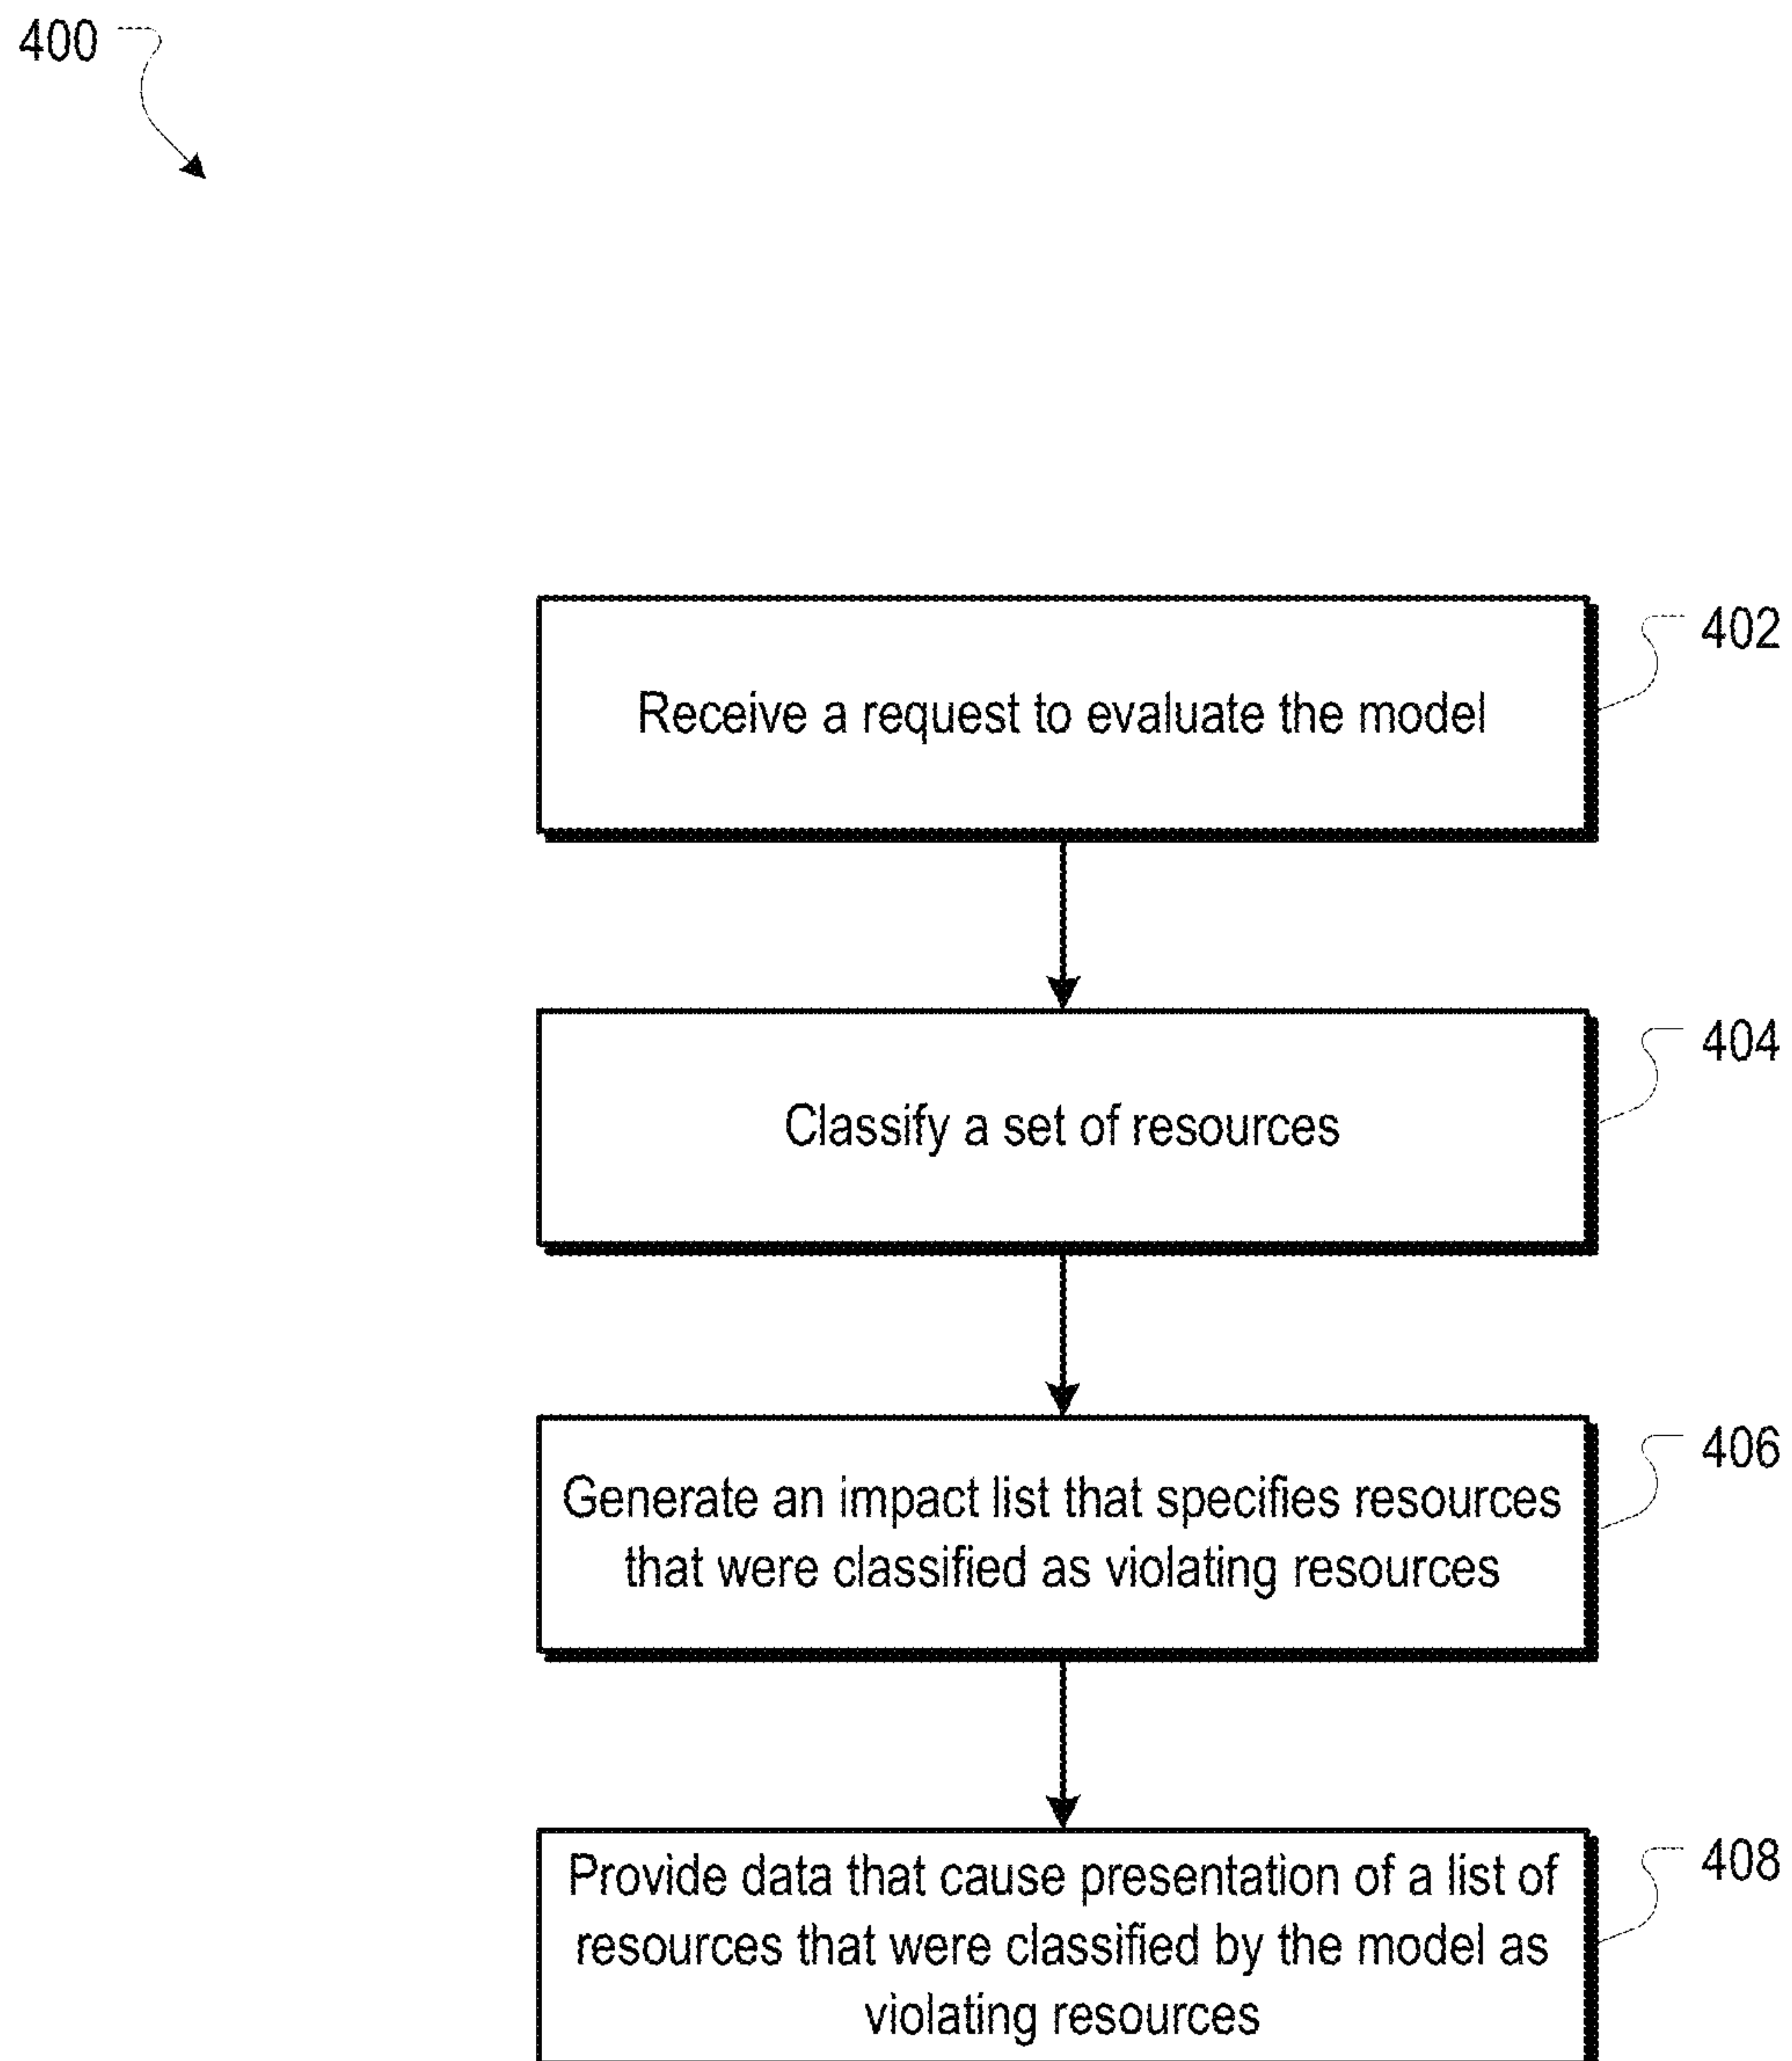 400
402
Receive a request to evaluate the model
404
Classify a set of resources
406
Generate an impact list that specifies resources
that were classified as violating resources
408
Provide data that cause presentation of a list of
resources that were classified by the model as
violating resources